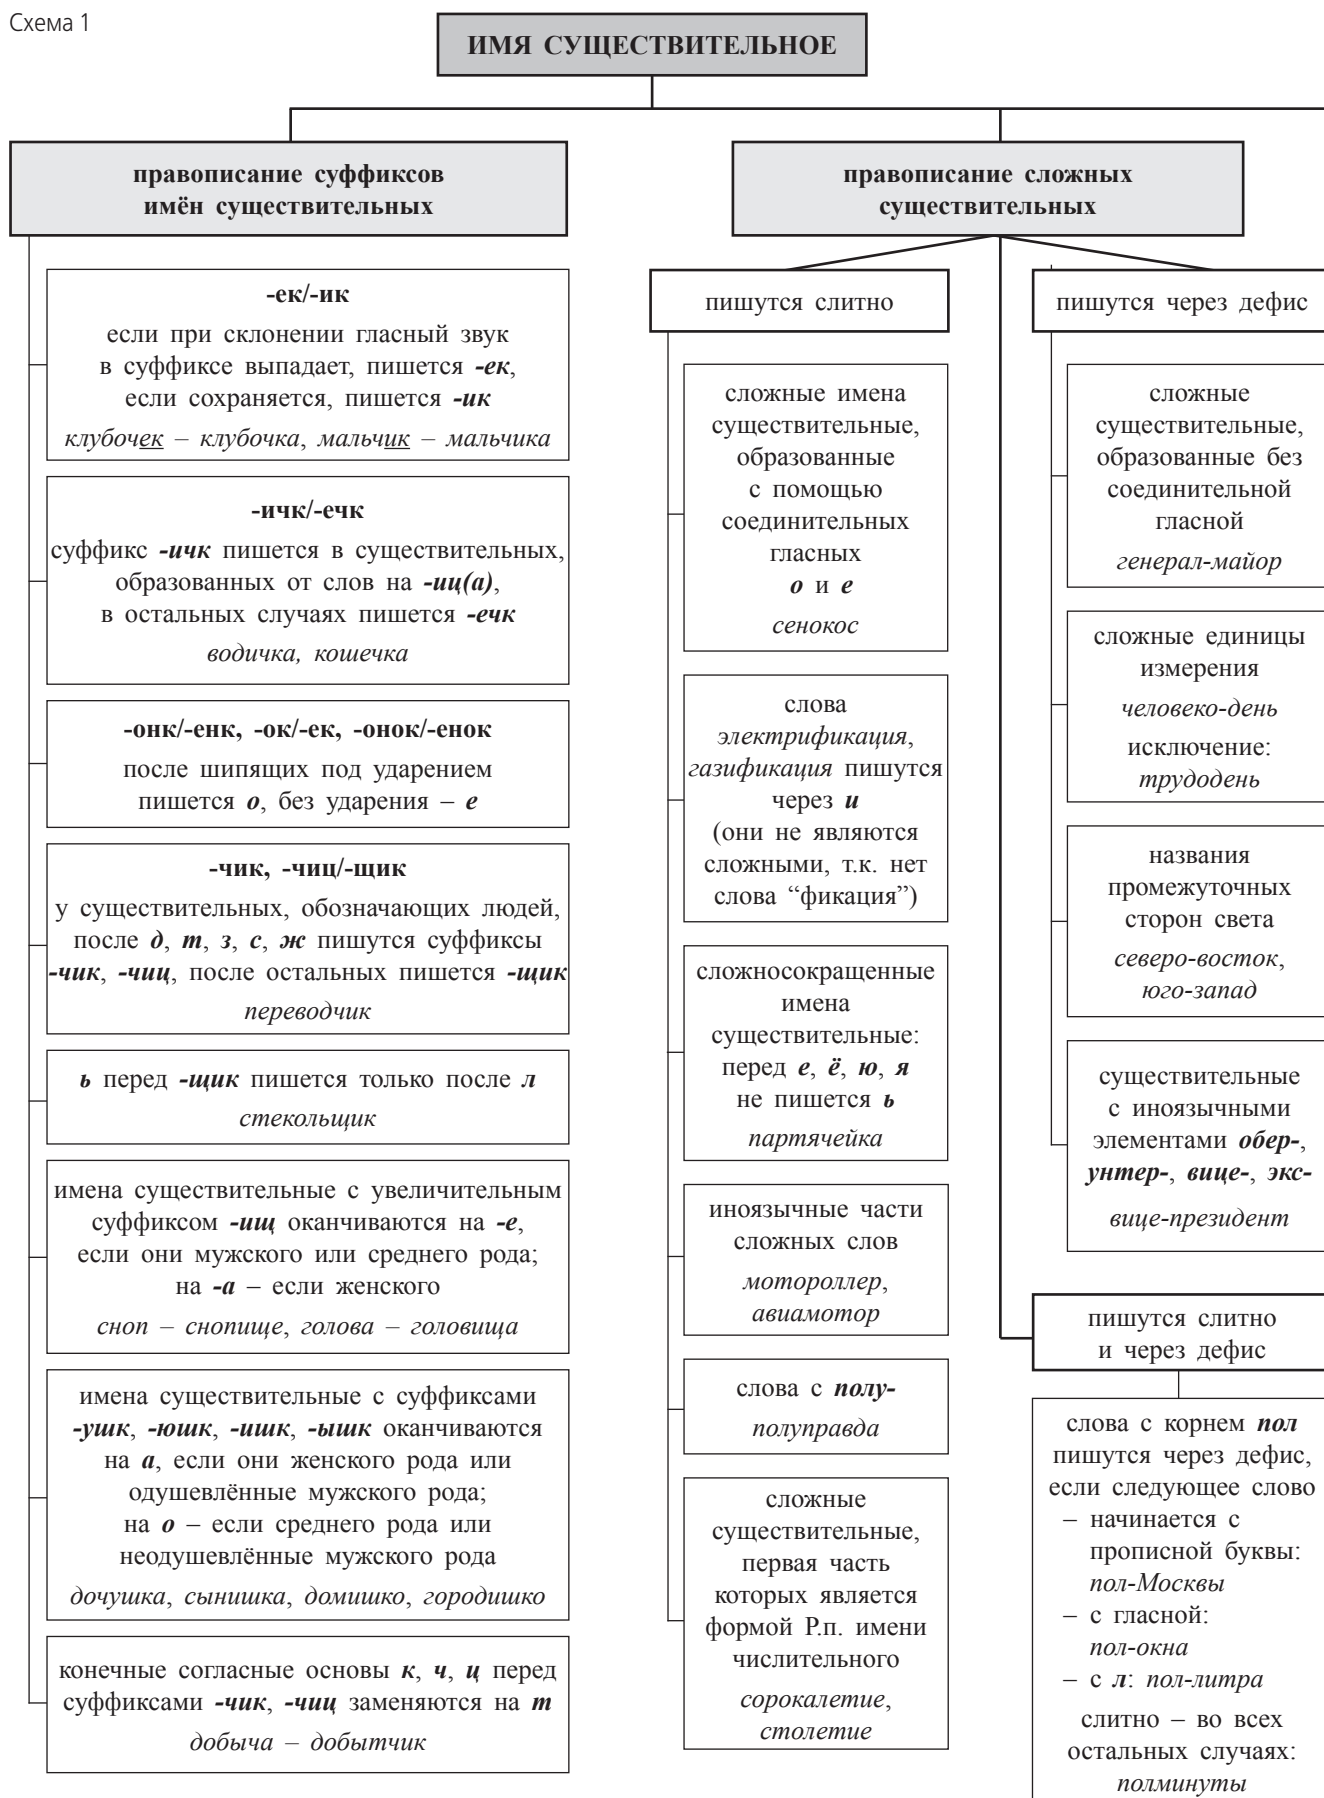 Схема 1
ИМЯ СУЩЕСТВИТЕЛЬНОЕ
правописание суффиксов
имён существительных
-ек/-ик
если при склонении гласный звук
в суффиксе выпадает, пишется -ек,
если сохраняется, пишется -ик
клубочек – клубочка, мальчик – мальчика
-ичк/-ечк
суффикс -ичк пишется в существительных,
образованных от слов на -иц(а),
в остальных случаях пишется -ечк
водичка, кошечка
-онк/-енк, -ок/-ек, -онок/-енок
после шипящих под ударением
пишется о, без ударения – е
-чик, -чиц/-щик
у существительных, обозначающих людей,
после д, т, з, с, ж пишутся суффиксы
-чик, -чиц, после остальных пишется -щик
переводчик
ь перед -щик пишется только после л
стекольщик
имена существительные с увеличительным
суффиксом -ищ оканчиваются на -е,
если они мужского или среднего рода;
на -а – если женского
сноп – снопище, голова – головища
имена существительные с суффиксами
-ушк, -юшк, -ишк, -ышк оканчиваются
на а, если они женского рода или
одушевлённые мужского рода;
на о – если среднего рода или
неодушевлённые мужского рода
дочушка, сынишка, домишко, городишко
конечные согласные основы к, ч, ц перед
суффиксами -чик, -чиц заменяются на т
добыча – добытчик
правописание сложных
существительных
пишутся слитно
сложные имена
существительные,
образованные
с помощью
соединительных
гласных
о и е
сенокос
слова
электрификация,
газификация пишутся
через и
(они не являются
сложными, т.к. нет
слова “фикация”)
сложносокращенные
имена
существительные:
перед е, ё, ю, я
не пишется ь
партячейка
иноязычные части
сложных слов
мотороллер,
авиамотор
слова с полу-
полуправда
сложные
существительные,
первая часть
которых является
формой Р.п. имени
числительного
сорокалетие,
столетие
пишутся через дефис
сложные
существительные,
образованные без
соединительной
гласной
генерал-майор
сложные единицы
измерения
человеко-день
исключение:
трудодень
названия
промежуточных
сторон света
северо-восток,
юго-запад
существительные
с иноязычными
элементами обер-,
унтер-, вице-, экс-
вице-президент
пишутся слитно
и через дефис
слова с корнем пол
пишутся через дефис,
если следующее слово
– начинается с
прописной буквы:
пол-Москвы
– с гласной:
пол-окна
– с л: пол-литра
слитно – во всех
остальных случаях:
полминуты